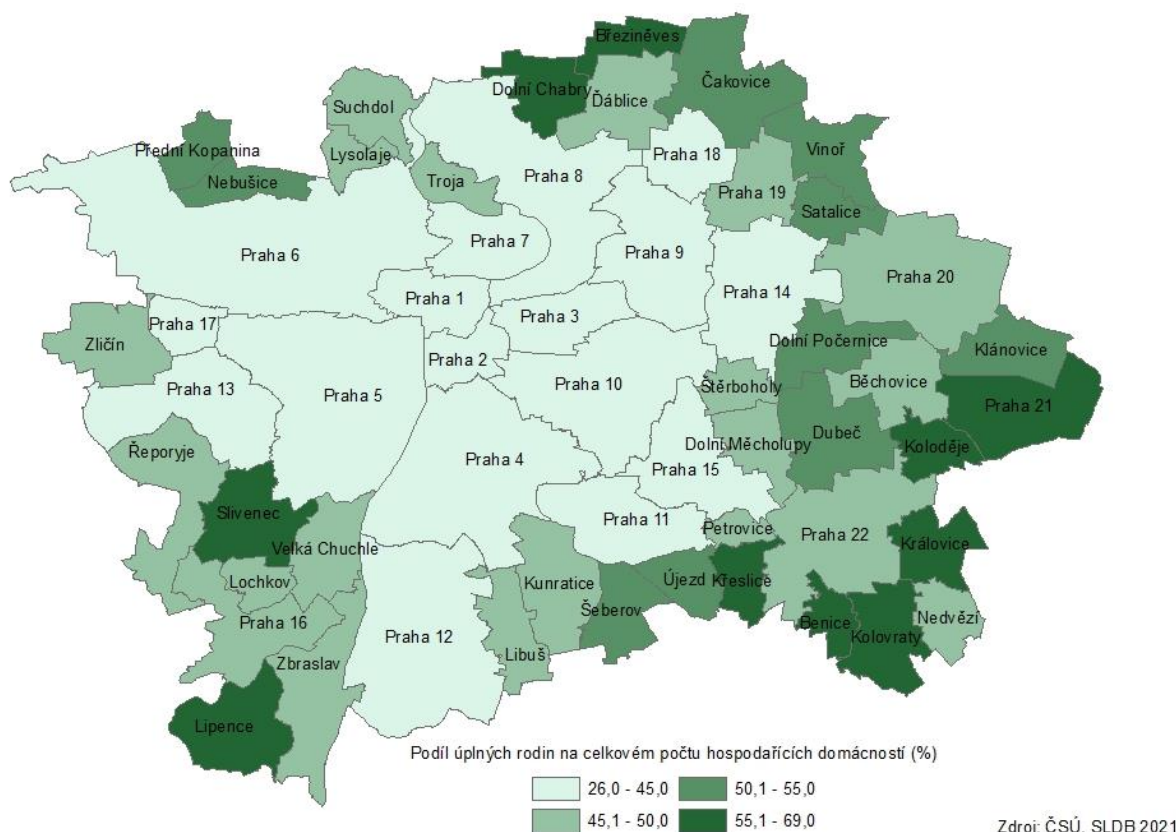 Březiněves
Dolní Chabry
Ďáblice
Čakovice
Suchdol
Přední Kopanina
Lysolaje
Nebušice
Troja
Praha 8
Praha 18
Vinoř
Praha 19
Satalice
Praha 7
Praha 6
Praha 9
Praha 20
Praha 14
Praha 1
Praha 3
Praha 17
Zličín
Praha 2
Dolní Počernice
Klánovice
Praha 13
Praha 5
Praha 10
Štěrboholy
Běchovice
Praha 21
Řeporyje
Praha 4
Dolní Měcholupy
Dubeč
Koloděje
Praha 15
Slivenec
Praha 11
Petrovice
Praha 22
Královice
Velká Chuchle
Lochkov
Kunratice
Újezd
Křeslice
Šeberov
Praha 16
Praha 12
Benice
Kolovraty
Nedvězí
Libuš
Zbraslav
Lipence
Podíl úplných rodin na celkovém počtu hospodařících domácností (%)
26,0 - 45,0
50,1 - 55,0
45,1 - 50,0
55,1 - 69,0
Zdroj: ČSÚ, SLDB 2021